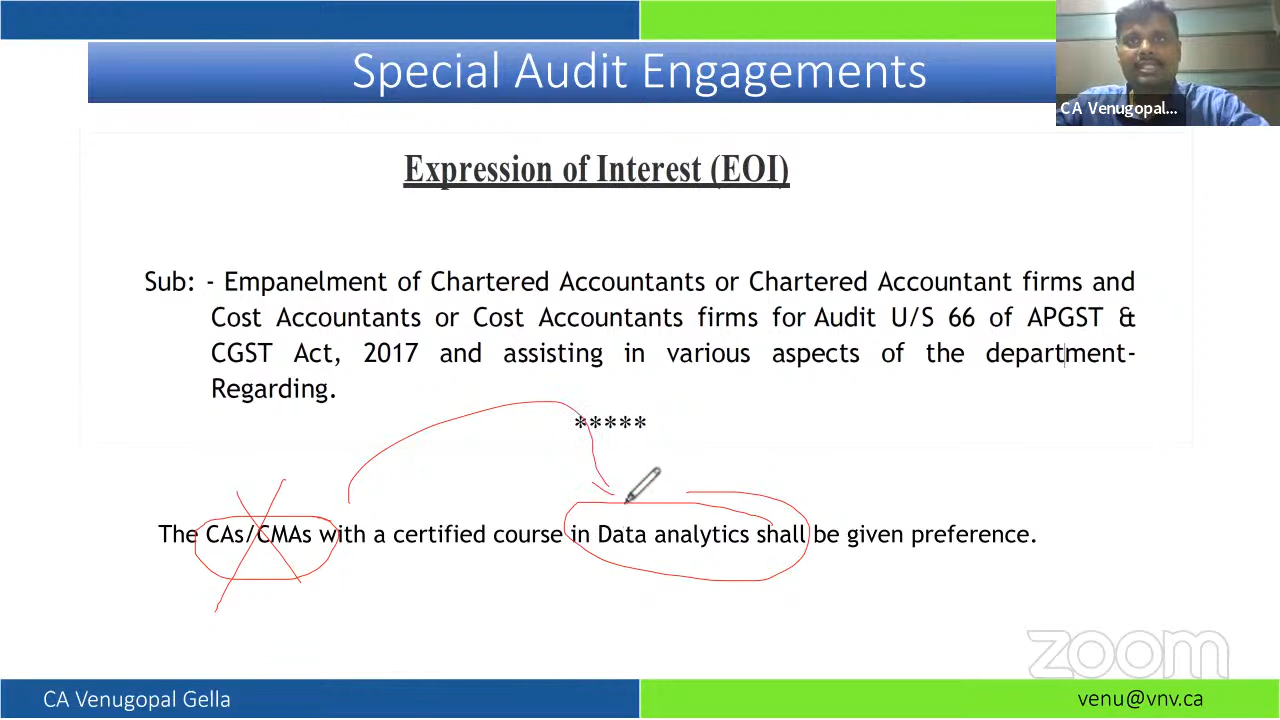 Special Audit Engagements
CA Venugopal...
Expression of Interest (EOI)
Sub: - Empanelment of Chartered Accountants or Chartered Accountant firms and
Cost Accountants or Cost Accountants firms for Audit U/S 66 of APGST &
CGST Act, 2017 and assisting in various aspects of the department-
Regarding.
*****
The CAs/CMAs with a certified course in Data analytics shall be given preference.
zoom
CA Venugopal Gella
venu@vnv.ca